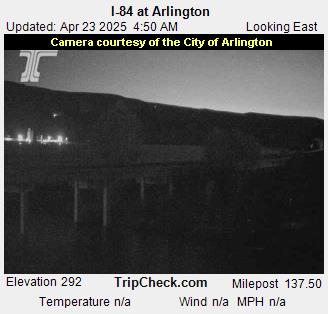 I-84 at Arlington
Updated: Apr 23 2025 4:50 AM Looking East
Camera courtesy of the City of Arlington
Elevation 292 TripCheck.com Milepost 137.50
Temperature n/a Wind n/a MPH n/a